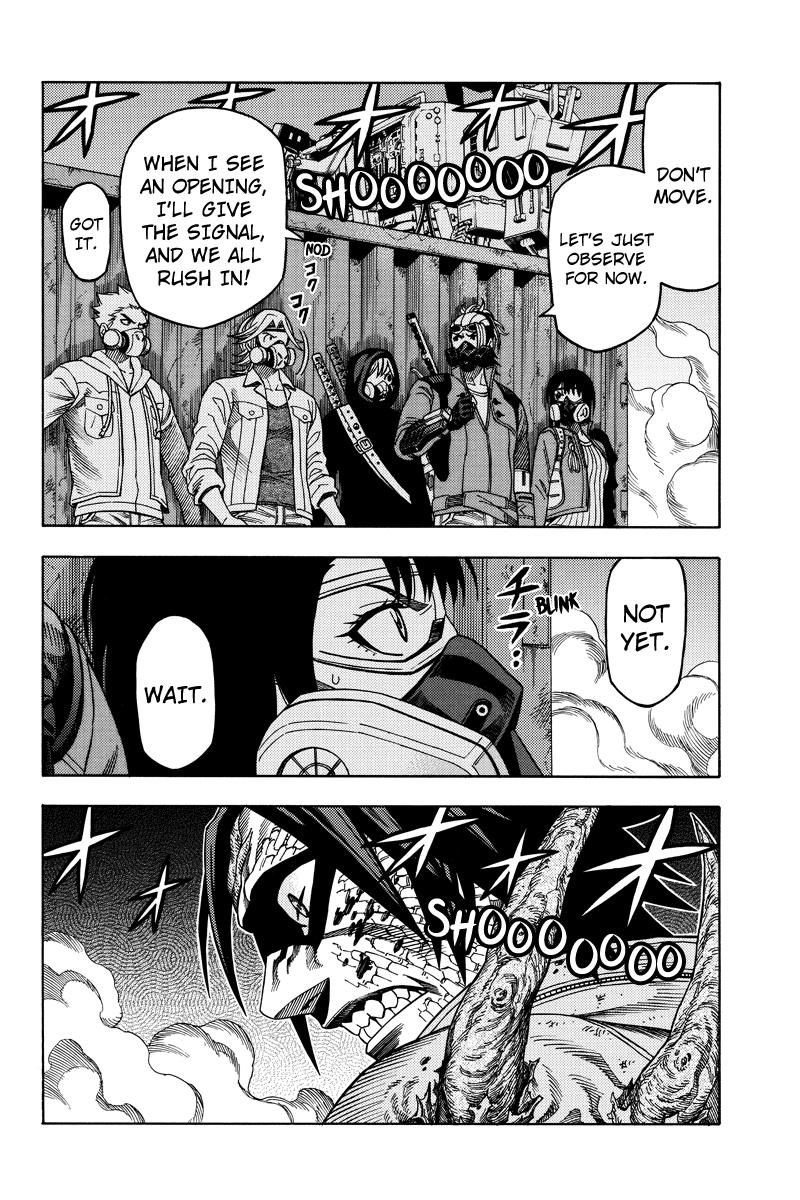 DON'T
MOVE.
LET'S JUST
OBSERVE
FOR NOW.
SHOOOOOOO
WHEN I SEE
AN OPENING,
I'LL GIVE
THE SIGNAL,
AND WE ALL
RUSH IN!
NOD
コクコクッ
GOT
IT.
NOT
YET.
BLINK
チラ…
WAIT.
SHOOOOOOO